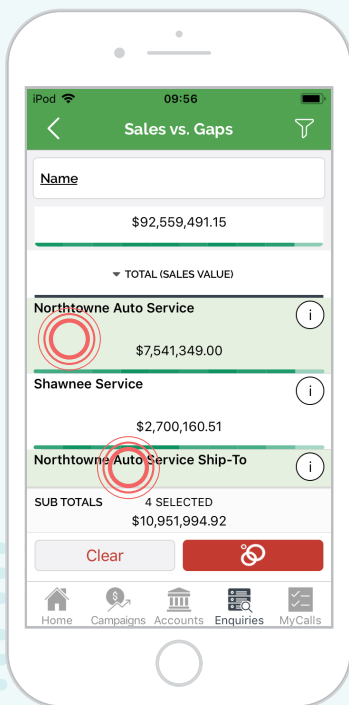 iPod 09:56
Sales vs. Gaps
Name
$92,559,491.15
TOTAL (SALES VALUE)
Northtowne Auto Service
i
$7,541,349.00
Shawnee Service
i
$2,700,160.51
Northtowne Auto Service Ship-To
i
SUB TOTALS 4 SELECTED
$10,951,994.92
Clear
Home Campaigns Accounts Enquiries MyCalls